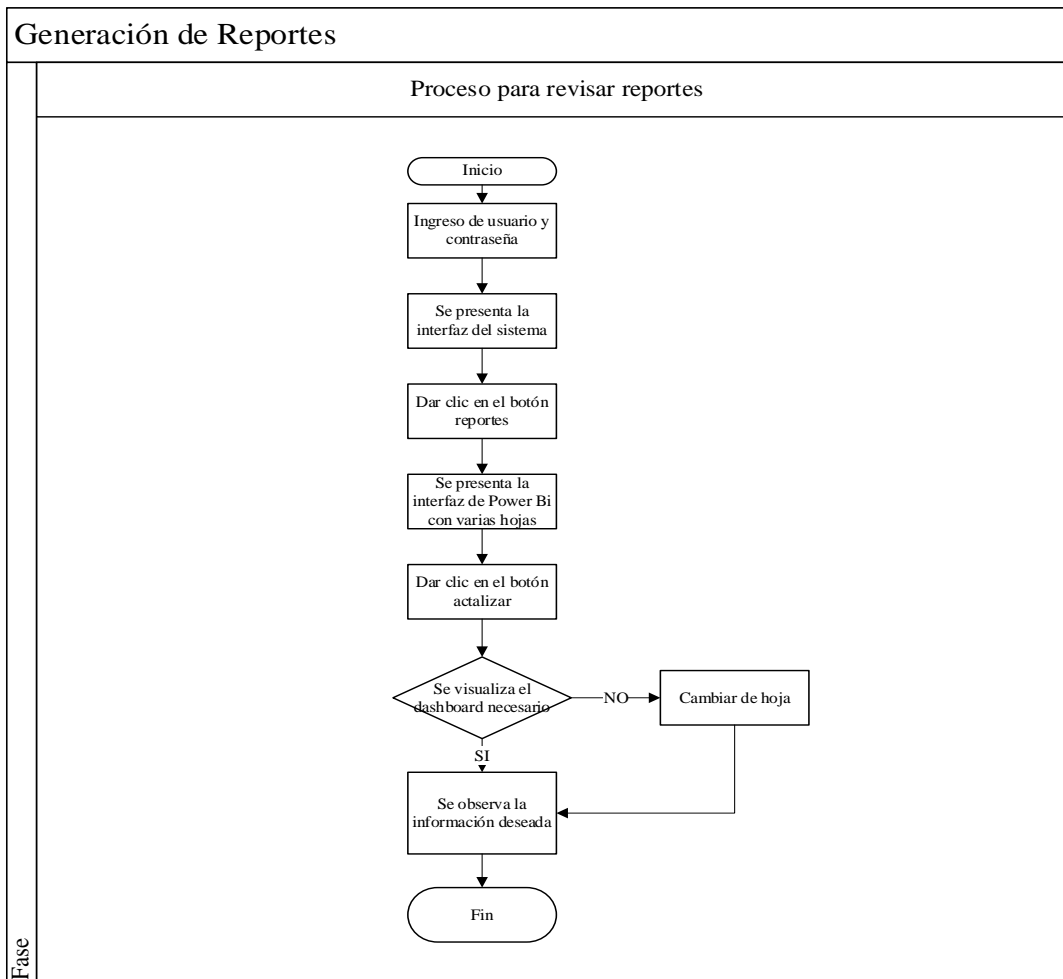 Generación de Reportes
Proceso para revisar reportes
Inicio
Ingreso de usuario y
contraseña
Se presenta la
interfaz del sistema
Dar clic en el botón
reportes
Se presenta la
interfaz de Power Bi
con varias hojas
Dar clic en el botón
actalizar
Se visualiza el
dashboard necesario
NO
Cambiar de hoja
SI
Se observa la
información deseada
Fin
Fase